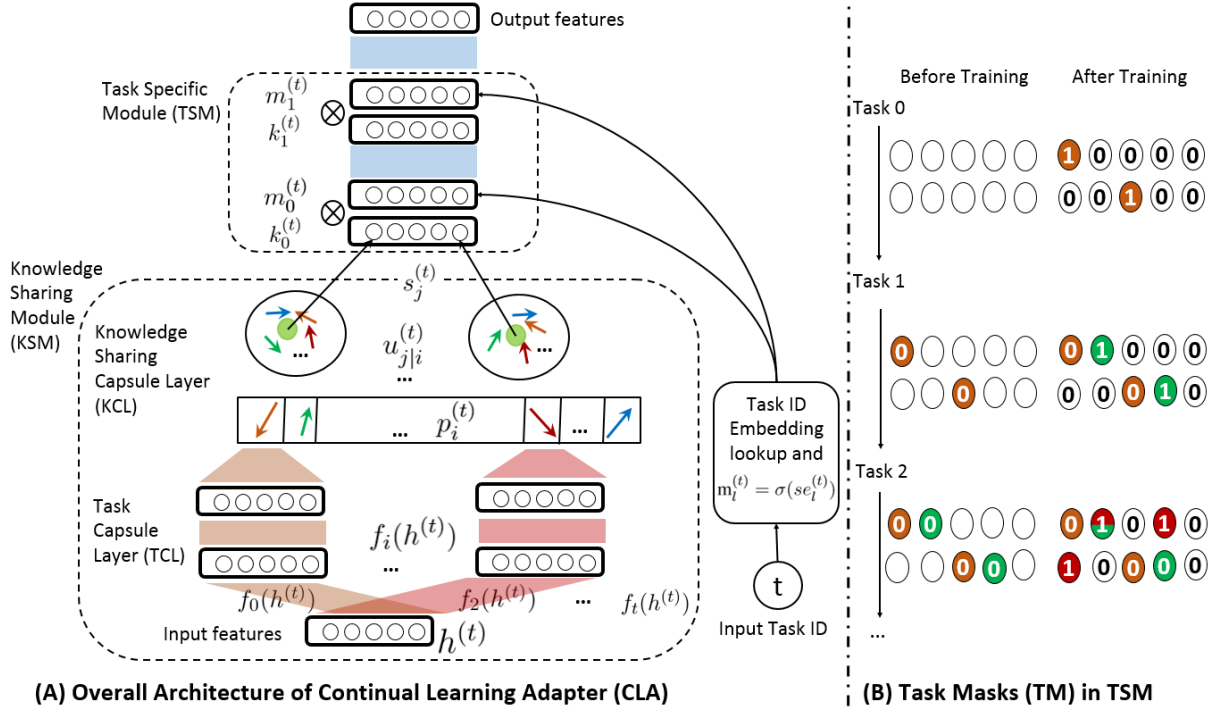 Output features
Task Specific
Module (TSM)
m_1^{(t)}
⊗
k_1^{(t)}
m_0^{(t)}
⊗
k_0^{(t)}
Knowledge
Sharing
Module
(KSM)
s_j^{(t)}
Knowledge
Sharing
Capsule Layer
(KCL)
...
u_{j|i}^{(t)}
...
...
... p_i^{(t)} ...
Task
Capsule
Layer (TCL)
f_i(h^{(t)})
...
f_0(h^{(t)}) f_2(h^{(t)}) ... f_t(h^{(t)})
Input features h^{(t)}
Task ID
Embedding
lookup and
m_l^{(t)} = σ(se_l^{(t)})
t
Input Task ID
(A) Overall Architecture of Continual Learning Adapter (CLA)
Before Training After Training
Task 0
1 0 0 0 0
0 0 1 0 0
Task 1
0 0 1 0 0 0
0 0 0 0 1 0
Task 2
0 0 0 1 0 1 0
0 0 1 0 0 0 0
...
(B) Task Masks (TM) in TSM